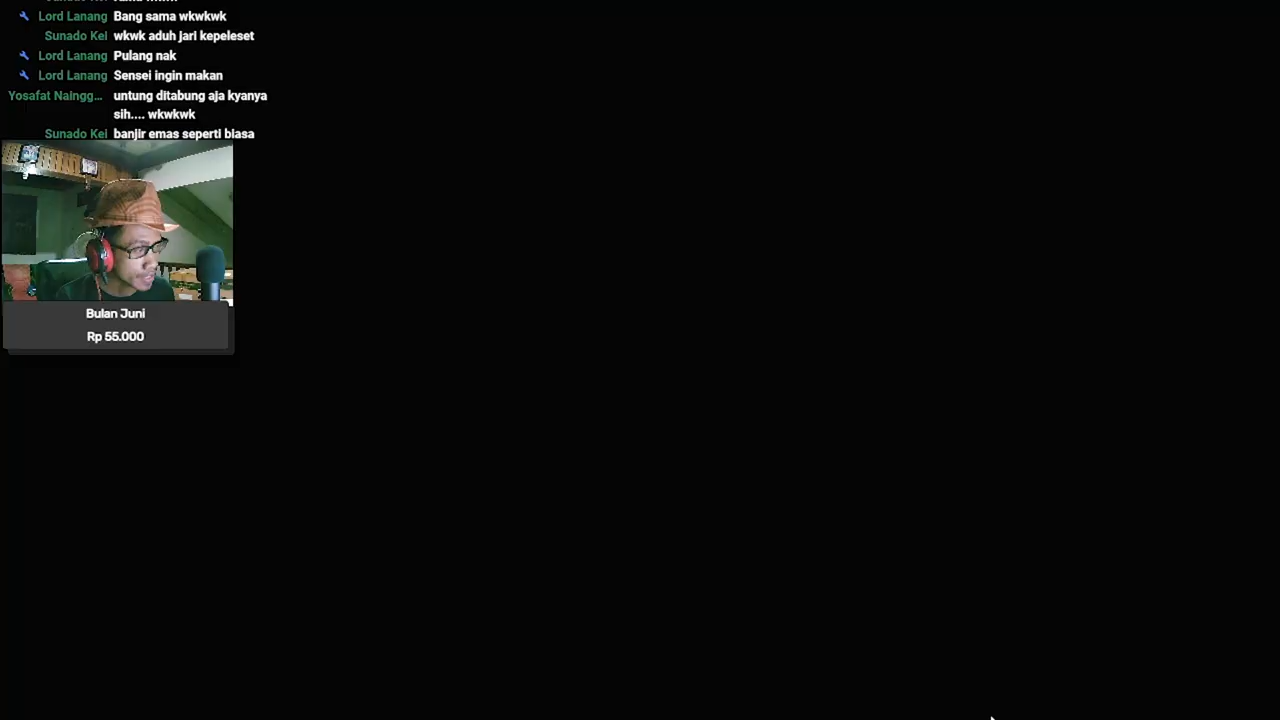 Lord Lanang Bang sama wkwkwk
Sunado Kei wkwk aduh jari kepeleset
Lord Lanang Pulang nak
Lord Lanang Sensei ingin makan
Yosafat Naingg... untung ditabung aja kyanya
sih.... wkwkwk
Sunado Kei banjir emas seperti biasa
Bulan Juni
Rp 55.000